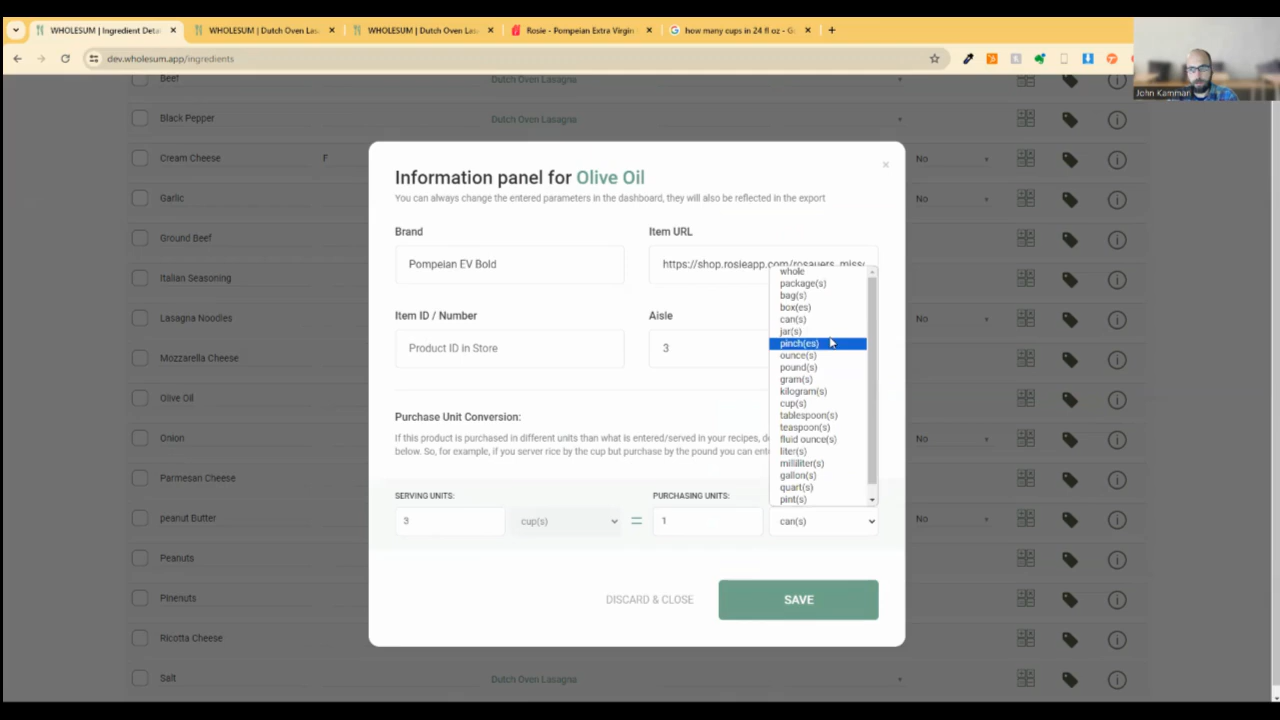 WHOLESUM | Ingredient Deta
WHOLESUM | Dutch Oven Las
WHOLESUM | Dutch Oven Las
Rosie - Pompeian Extra Virgin
how many cups in 24 fl oz - G
dev.wholesum.app/ingredients
John Kamman
Beef
Dutch Oven Lasagna
Black Pepper
Dutch Oven Lasagna
Cream Cheese
F
No
Garlic
No
Ground Beef
Italian Seasoning
Lasagna Noodles
No
Mozzarella Cheese
Olive Oil
Onion
No
Parmesan Cheese
peanut Butter
No
Peanuts
Pinenuts
Ricotta Cheese
Salt
Dutch Oven Lasagna
Information panel for Olive Oil
You can always change the entered parameters in the dashboard, they will also be reflected in the export
Brand
Item URL
Pompeian EV Bold
https://shop.rosieapp.com/rosauers_miss
Item ID / Number
Aisle
Product ID in Store
3
Purchase Unit Conversion:
If this product is purchased in different units than what is entered/served in your recipes,
below. So, for example, if you server rice by the cup but purchase by the pound you can
SERVING UNITS:
PURCHASING UNITS:
3
cup(s)
=
1
can(s)
whole
package(s)
bag(s)
box(es)
can(s)
jar(s)
pinch(es)
ounce(s)
pound(s)
gram(s)
kilogram(s)
cup(s)
tablespoon(s)
teaspoon(s)
fluid ounce(s)
liter(s)
milliliter(s)
gallon(s)
quart(s)
pint(s)
DISCARD & CLOSE
SAVE